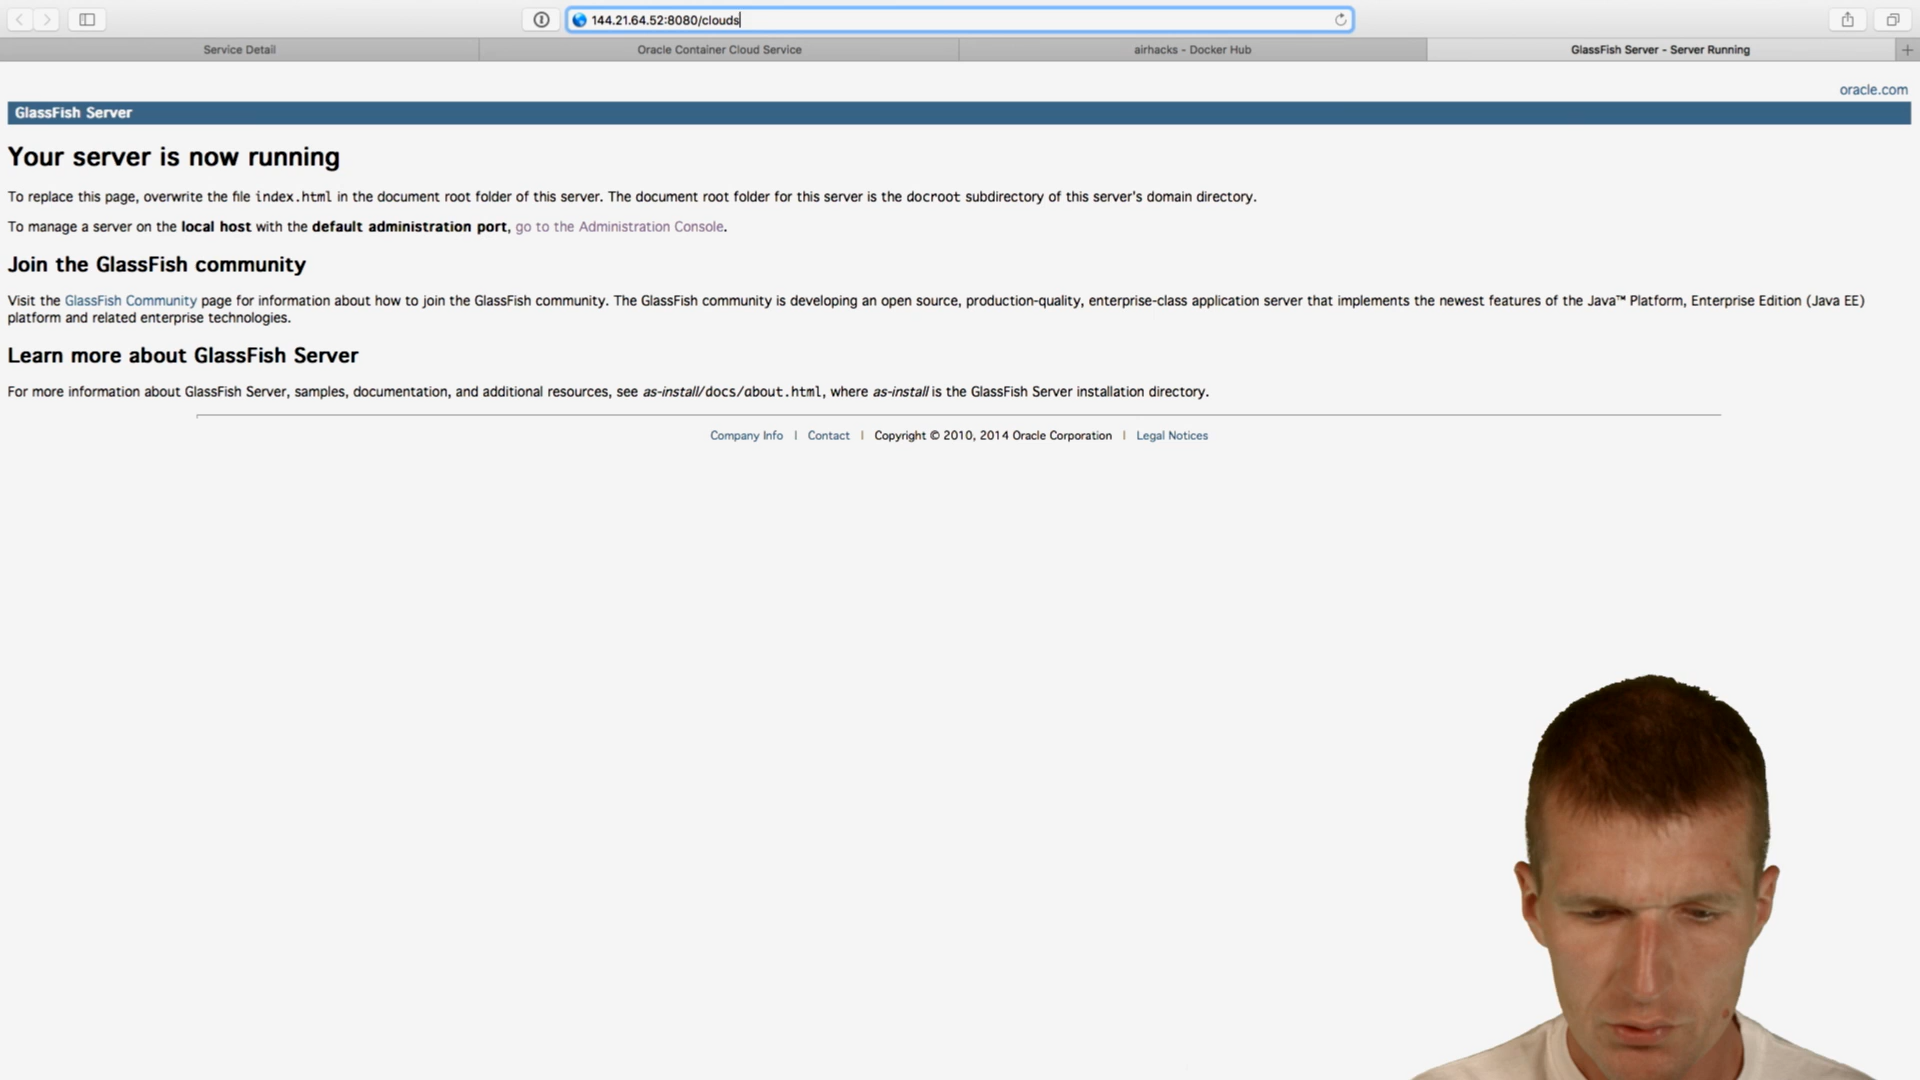 144.21.64.52:8080/clouds
Service Detail
Oracle Container Cloud Service
airhacks - Docker Hub
GlassFish Server - Server Running
oracle.com
GlassFish Server
Your server is now running
To replace this page, overwrite the file index.html in the document root folder of this server. The document root folder for this server is the docroot subdirectory of this server's domain directory.
To manage a server on the local host with the default administration port, go to the Administration Console.
Join the GlassFish community
Visit the GlassFish Community page for information about how to join the GlassFish community. The GlassFish community is developing an open source, production-quality, enterprise-class application server that implements the newest features of the Java™ Platform, Enterprise Edition (Java EE)
platform and related enterprise technologies.
Learn more about GlassFish Server
For more information about GlassFish Server, samples, documentation, and additional resources, see as-install/docs/about.html, where as-install is the GlassFish Server installation directory.
Company Info | Contact | Copyright © 2010, 2014 Oracle Corporation | Legal Notices